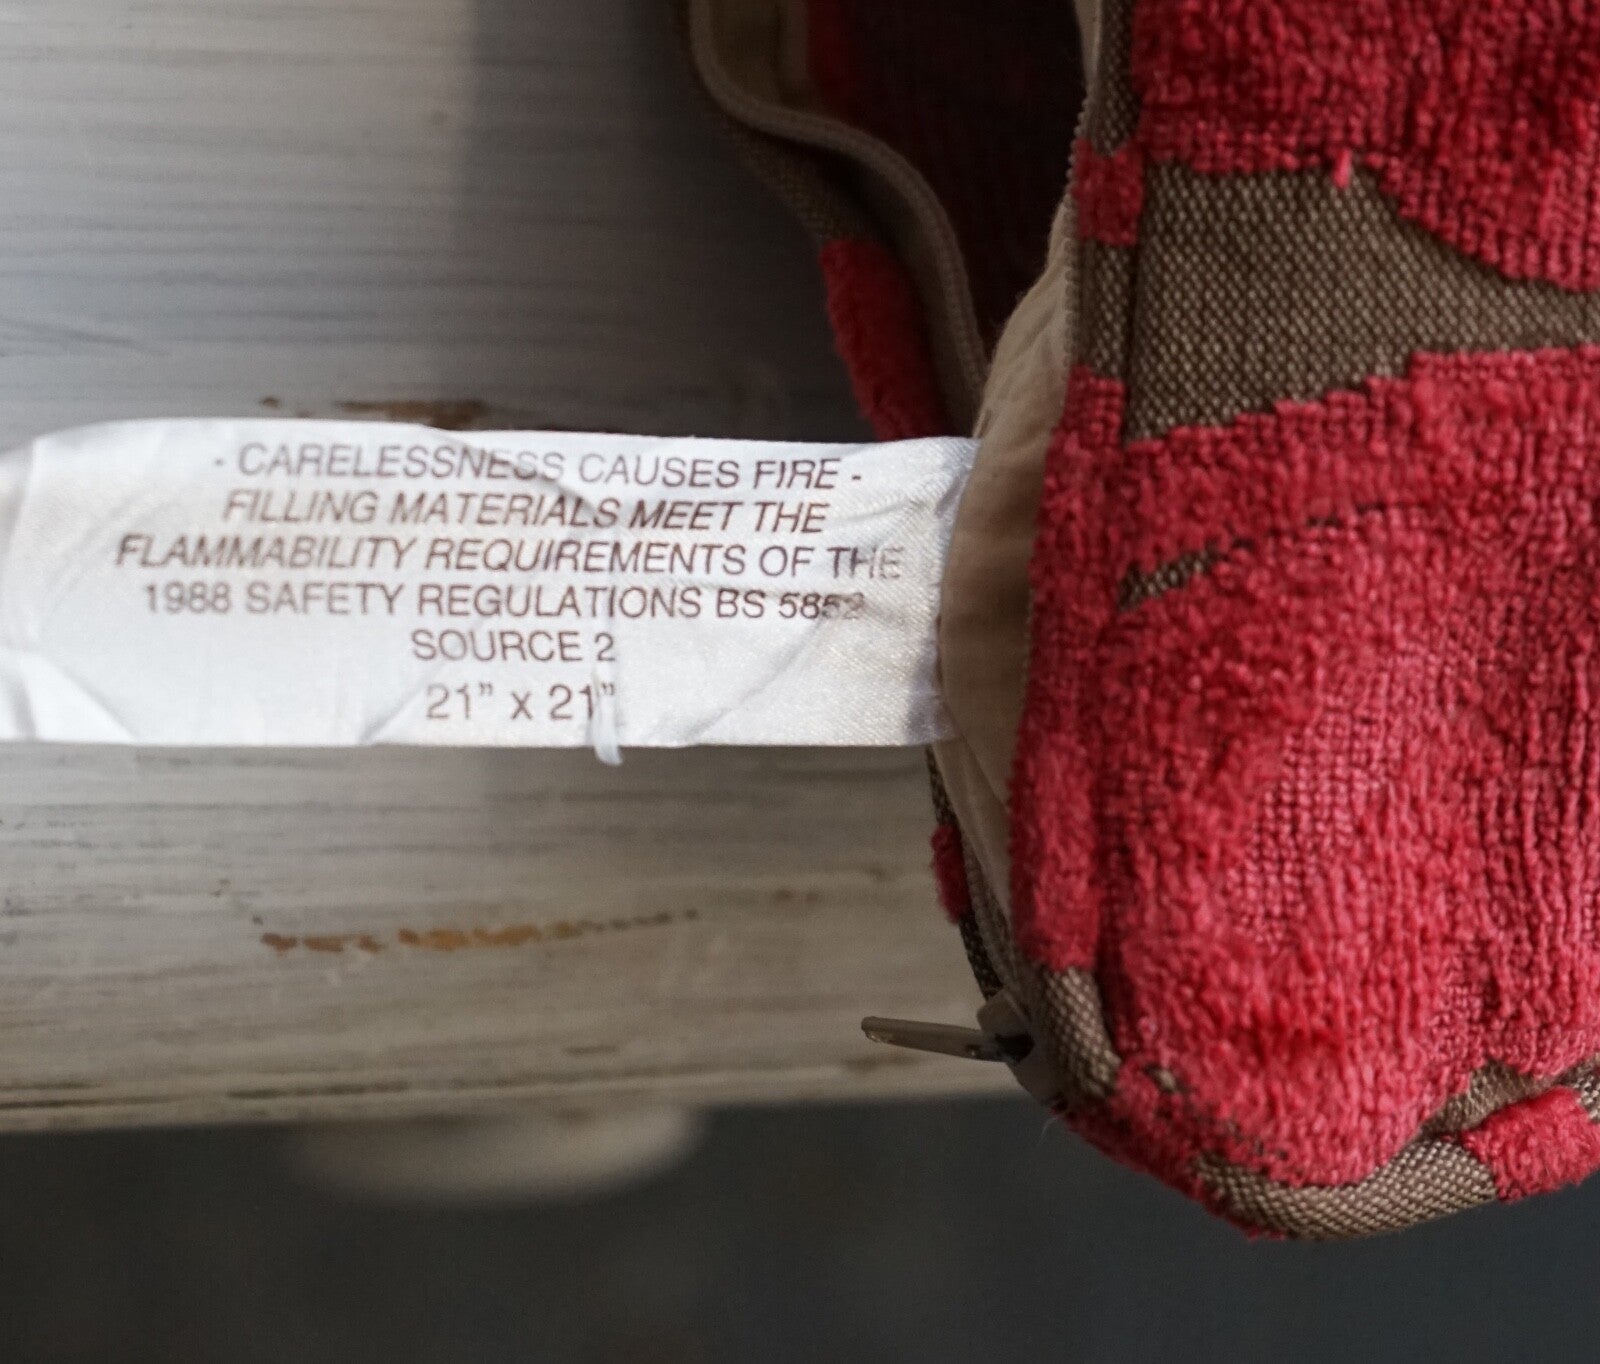 - CARELESSNESS CAUSES FIRE -
FILLING MATERIALS MEET THE
FLAMMABILITY REQUIREMENTS OF THE
1988 SAFETY REGULATIONS BS 5852
SOURCE 2
21” x 21”